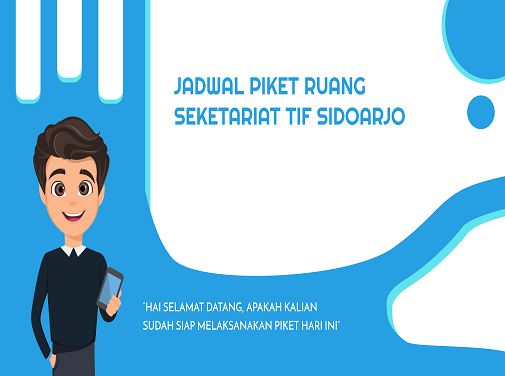 JADWAL PIKET RUANG
SEKETARIAT TIF SIDOARJO
"HAI SELAMAT DATANG, APAKAH KALIAN
SUDAH SIAP MELAKSANAKAN PIKET HARI INI"